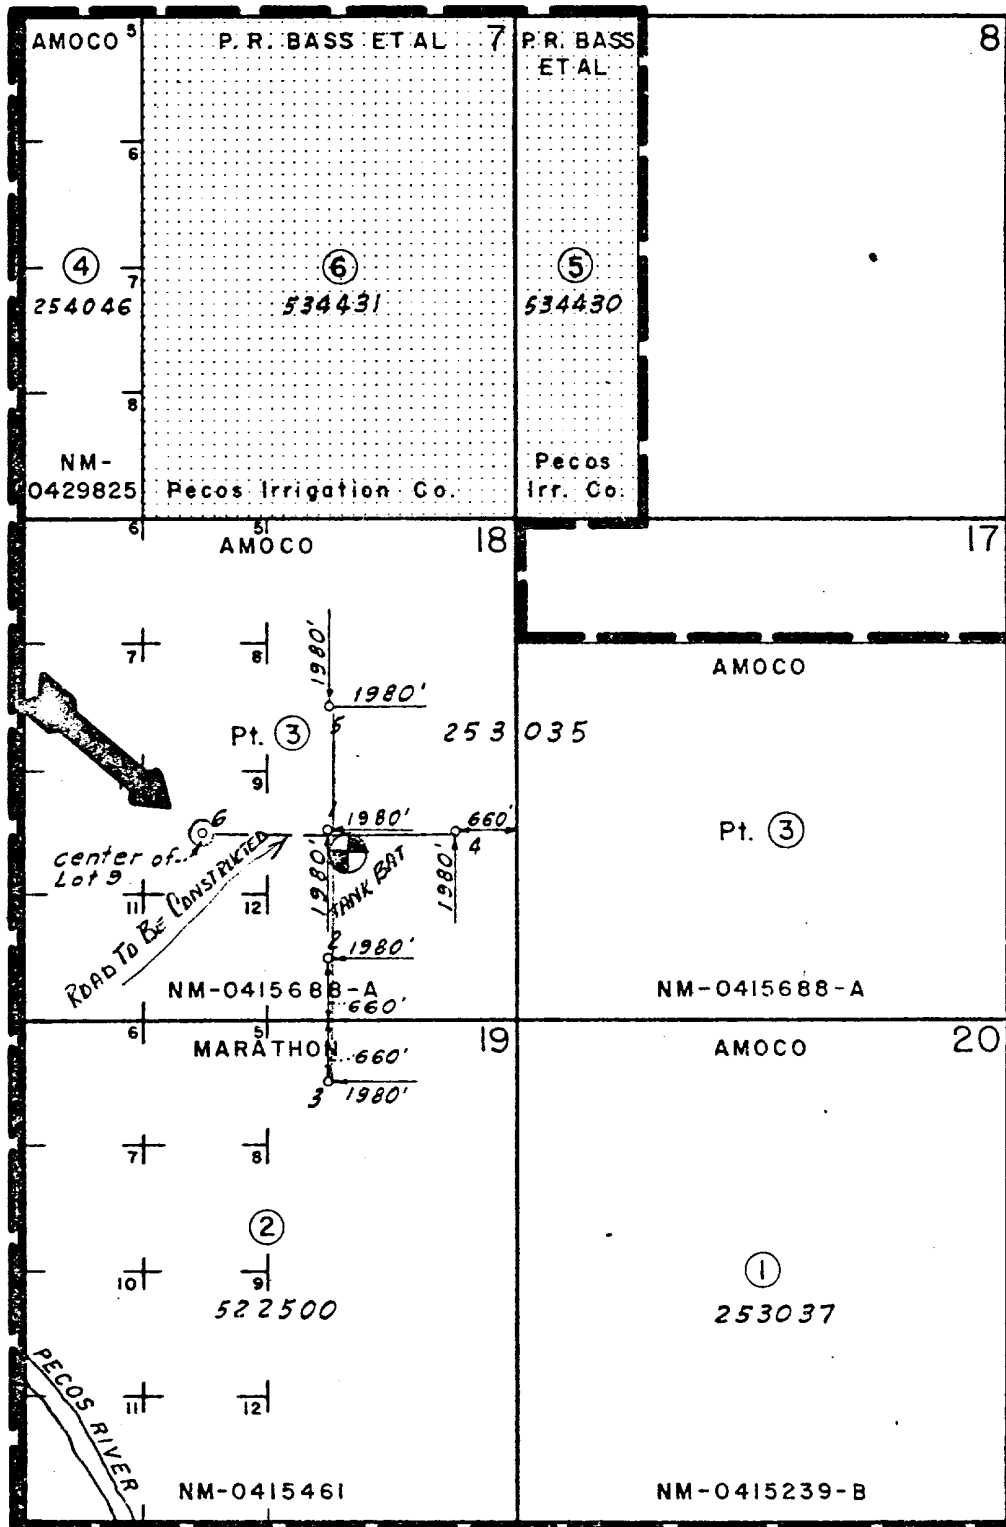 AMOCO 5
P. R. BASS ET AL 7
P. R. BASS
ET AL
8
6
4
254046
7
6
534431
5
534430
8
NM-
0429825
Pecos Irrigation Co.
Pecos
Irr. Co.
6 5
AMOCO
18
17
7 8
1980'
1980'
5
AMOCO
Pt. 3
253035
9
6
1980'
660'
4
Pt. 3
center of
Lot 9
1980'
TANK BAT
1980'
11 12
ROAD TO BE CONSTRUCTED
2
1980'
NM-0415688-A
660'
NM-0415688-A
6 5
MARATHON
19
AMOCO
20
660'
3
1980'
7 8
2
10 9
522500
1
253037
PECOS RIVER
11 12
NM-0415461
NM-0415239-B